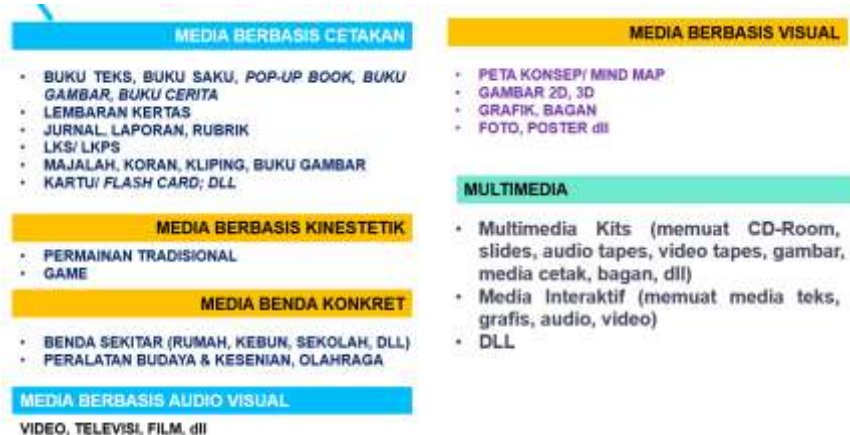 MEDIA BERBASIS CETAKAN
• BUKU TEKS, BUKU SAKU, POP-UP BOOK, BUKU
GAMBAR, BUKU CERITA
• LEMBARAN KERTAS
• JURNAL, LAPORAN, RUBRIK
• LKS/ LKPS
• MAJALAH, KORAN, KLIPING, BUKU GAMBAR
• KARTU/ FLASH CARD; DLL
MEDIA BERBASIS KINESTETIK
• PERMAINAN TRADISIONAL
• GAME
MEDIA BENDA KONKRET
• BENDA SEKITAR (RUMAH, KEBUN, SEKOLAH, DLL)
• PERALATAN BUDAYA & KESENIAN, OLAHRAGA
MEDIA BERBASIS AUDIO VISUAL
VIDEO, TELEVISI, FILM, dll
MEDIA BERBASIS VISUAL
• PETA KONSEP/ MIND MAP
• GAMBAR 2D, 3D
• GRAFIK, BAGAN
• FOTO, POSTER dll
MULTIMEDIA
• Multimedia Kits (memuat CD-Room,
slides, audio tapes, video tapes, gambar,
media cetak, bagan, dll)
• Media Interaktif (memuat media teks,
grafis, audio, video)
• DLL